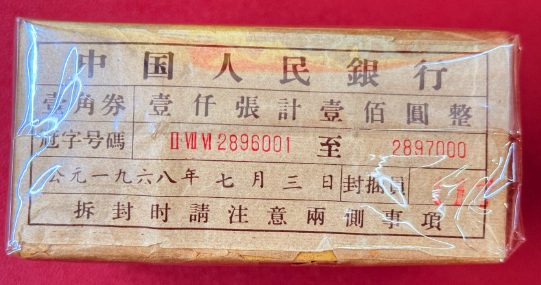 中国人民銀行
壹角券 壹仟張計壹佰圓整
冠字号碼 Ⅱ Ⅶ Ⅵ 2896001 至 2897000
公元一九六八年七月三日 封捆員
拆封时請注意兩側事項